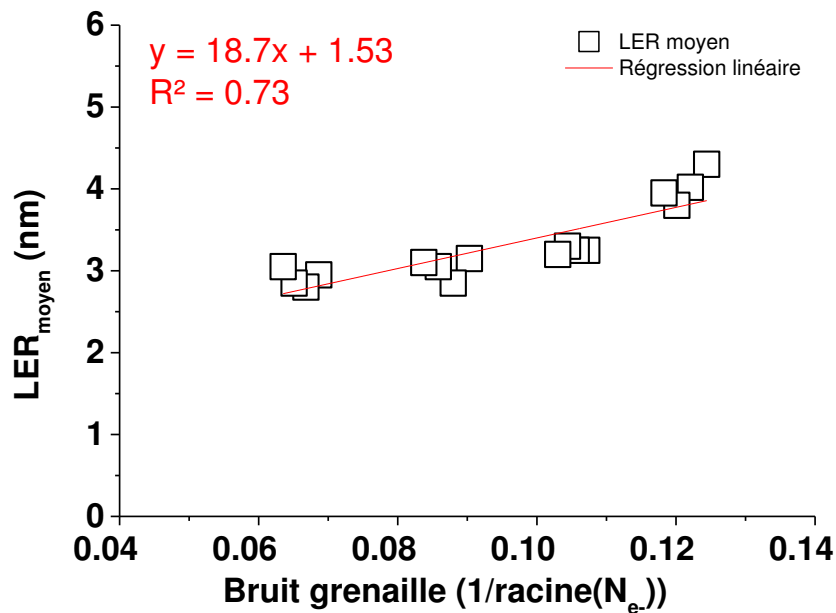 y = 18.7x + 1.53
R² = 0.73
LER moyen
Régression linéaire
6
5
4
3
2
1
0
LERmoyen (nm)
0.04 0.06 0.08 0.10 0.12 0.14
Bruit grenaille (1/racine(Ne-))